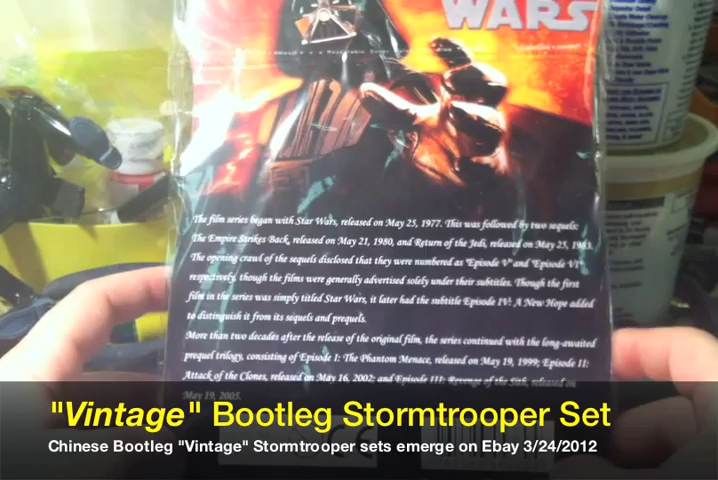 WARS
The film series began with Star Wars, released on May 25, 1977. This was followed by two sequels:
The Empire Strikes Back, released on May 21, 1980, and Return of the Jedi, released on May 25, 1983.
The opening crawl of the sequels disclosed that they were numbered as "Episode V" and "Episode VI"
respectively, though the films were generally advertised solely under their subtitles. Though the first
film in the series was simply titled Star Wars, it later had the subtitle Episode IV: A New Hope added
to distinguish it from its sequels and prequels.
More than two decades after the release of the original film, the series continued with the long-awaited
prequel trilogy, consisting of Episode I: The Phantom Menace, released on May 19, 1999; Episode II:
Attack of the Clones, released on May 16, 2002; and Episode III: Revenge of the Sith, released on
May 19, 2005.
"Vintage" Bootleg Stormtrooper Set
Chinese Bootleg "Vintage" Stormtrooper sets emerge on Ebay 3/24/2012